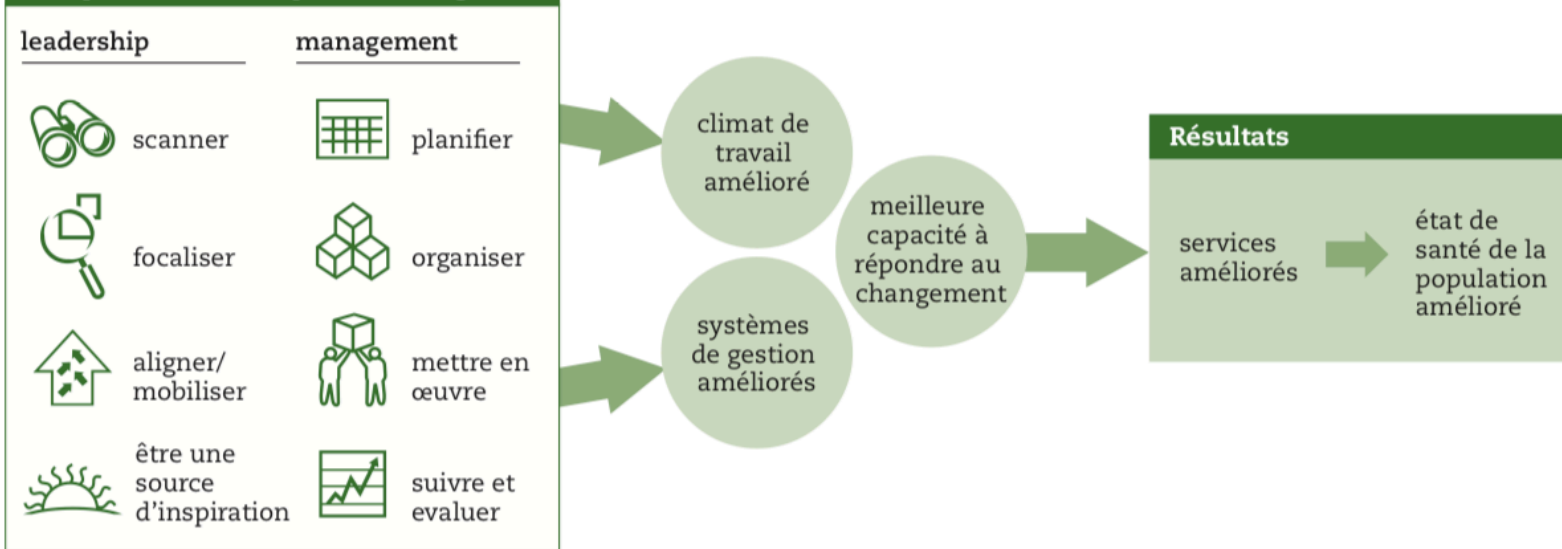 leadership
scanner
focaliser
aligner/
mobiliser
être une
source
d'inspiration
management
planifier
organiser
mettre en
œuvre
suivre et
evaluer
climat de
travail
amélioré
systèmes
de gestion
améliorés
meilleure
capacité à
répondre au
changement
Résultats
services
améliorés
état de
santé de la
population
amélioré